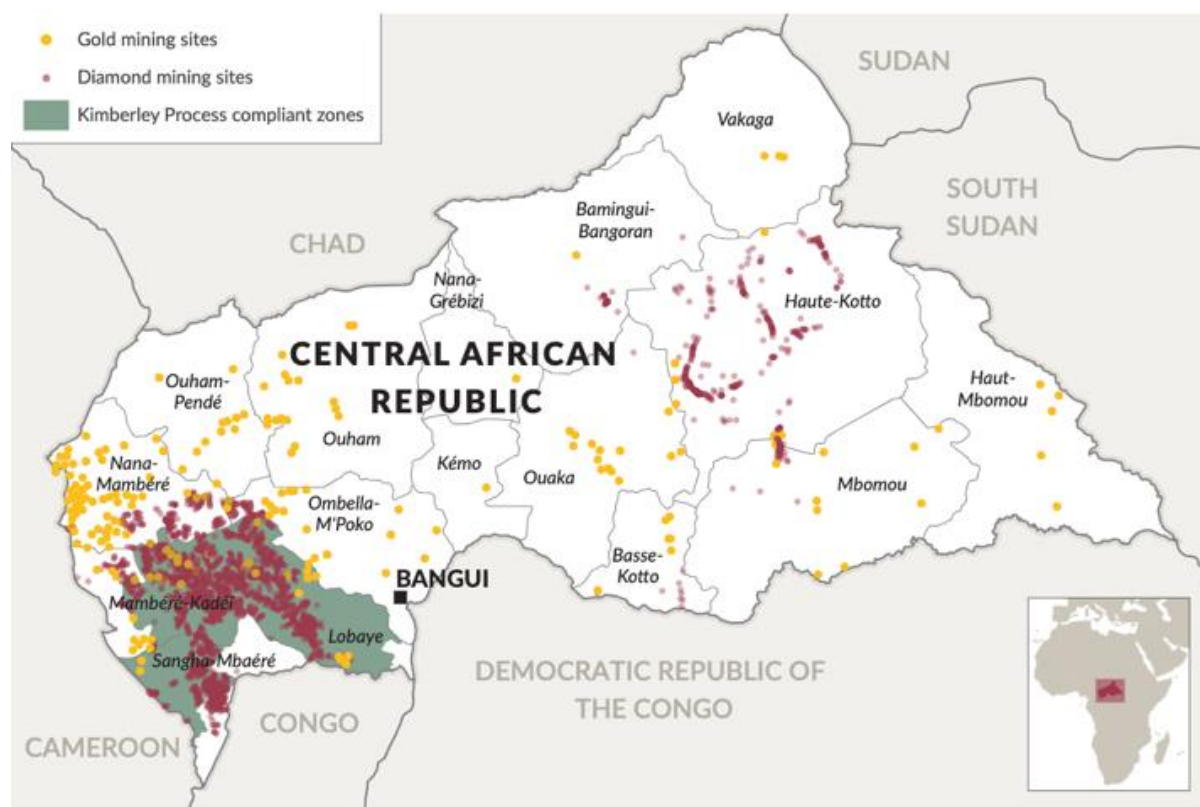 Gold mining sites
Diamond mining sites
Kimberley Process compliant zones
SUDAN
Vakaga
SOUTH
SUDAN
Bamingui-
Bangoran
CHAD
Nana-
Grébizi
Haute-Kotto
CENTRAL AFRICAN
REPUBLIC
Ouham-
Pendé
Haut-
Mbomou
Ouham
Kémo
Nana-
Mambéré
Ouaka
Mbomou
Ombella-
M'Poko
Basse-
Kotto
BANGUI
Mambéré-Kadéï
Lobaye
Sangha-Mbaéré
DEMOCRATIC REPUBLIC OF
THE CONGO
CONGO
CAMEROON